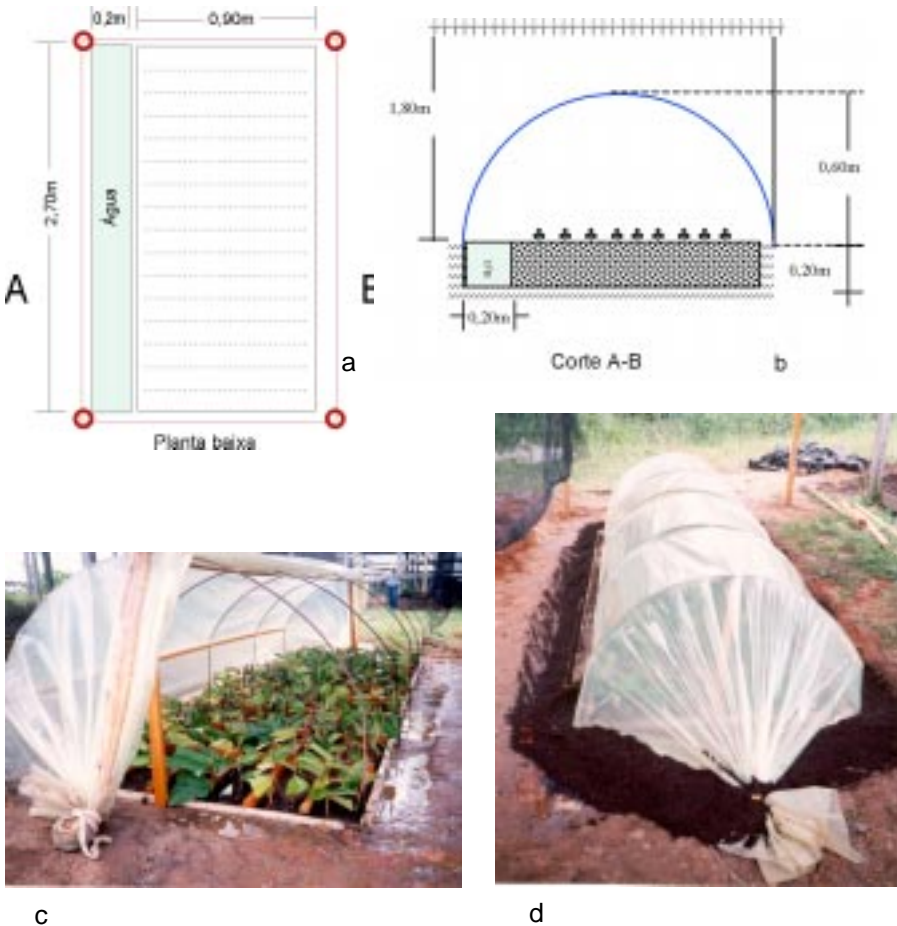 0,2m
0,90m
2,70m
Água
A
B
a
Planta baixa
1,80m
0,60m
0,20m
0,20m
Corte A-B
b
c
d